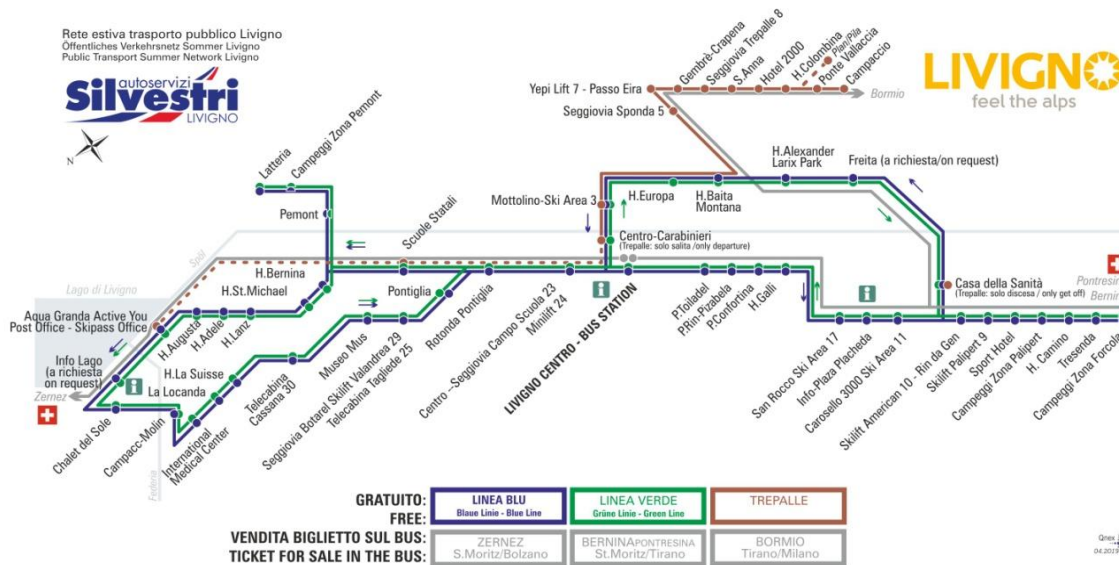 Rete estiva trasporto pubblico Livigno
Öffentliches Verkehrsnetz Sommer Livigno
Public Transport Summer Network Livigno
autoservizi
Silvestri
LIVIGNO
N
LIVIGNO
feel the alps
Gembrè-Crapena
Seggiovia Trepalle 8
S.Anna
Hotel 2000
H.Colombina
Plan/Pila
Ponte Vallaccia
Campaccio
Bormio
Yepi Lift 7 - Passo Eira
Seggiovia Sponda 5
Latteria
Campeggi Zona Pemont
Pemont
Scuole Statali
Mottolino-Ski Area 3
H.Europa
H.Baita
Montana
H.Alexander
Larix Park
Freita (a richiesta/on request)
Centro-Carabinieri
(Trepalle: solo salita /only departure)
Casa della Sanità
(Trepalle: solo discesa / only get off)
Pontresin
Bernin
Spöl
Lago di Livigno
H.Bernina
H.St.Michael
Aqua Granda Active You
Post Office - Skipass Office
H.Augusta
H.Adele
H.Lanz
Info Lago
(a richiesta
on request)
Zernez
Federia
H.La Suisse
La Locanda
Chalet del Sole
Campacc-Molin
International
Medical Center
Telecabina
Cassana 30
Museo Mus
Seggiovia Botarel Skilift Valandrea 29
Telecabina Tagliede 25
Pontiglia
Rotonda Pontiglia
Centro --Seggiovia Campo Scuola 23
Minilift 24
LIVIGNO CENTRO - BUS STATION
P.Toiladel
P.Rin-Pizabela
P.Confortina
H.Galli
San Rocco Ski Area 17
Info-Plaza Placheda
Carosello 3000 Ski Area 11
Skilift American 10 - Rin da Gen
Skilift Palipert 9
Sport Hotel
Campeggi Zona Palipert
H. Camino
Tresenda
Campeggi Zona Forcola
GRATUITO:
FREE:
LINEA BLU
Blaue Linie - Blue Line
LINEA VERDE
Grüne Linie - Green Line
TREPALLE
VENDITA BIGLIETTO SUL BUS:
TICKET FOR SALE IN THE BUS:
ZERNEZ
S.Moritz/Bolzano
BERNINAPONTRESINA
St.Moritz/Tirano
BORMIO
Tirano/Milano
Qnex
04.2019